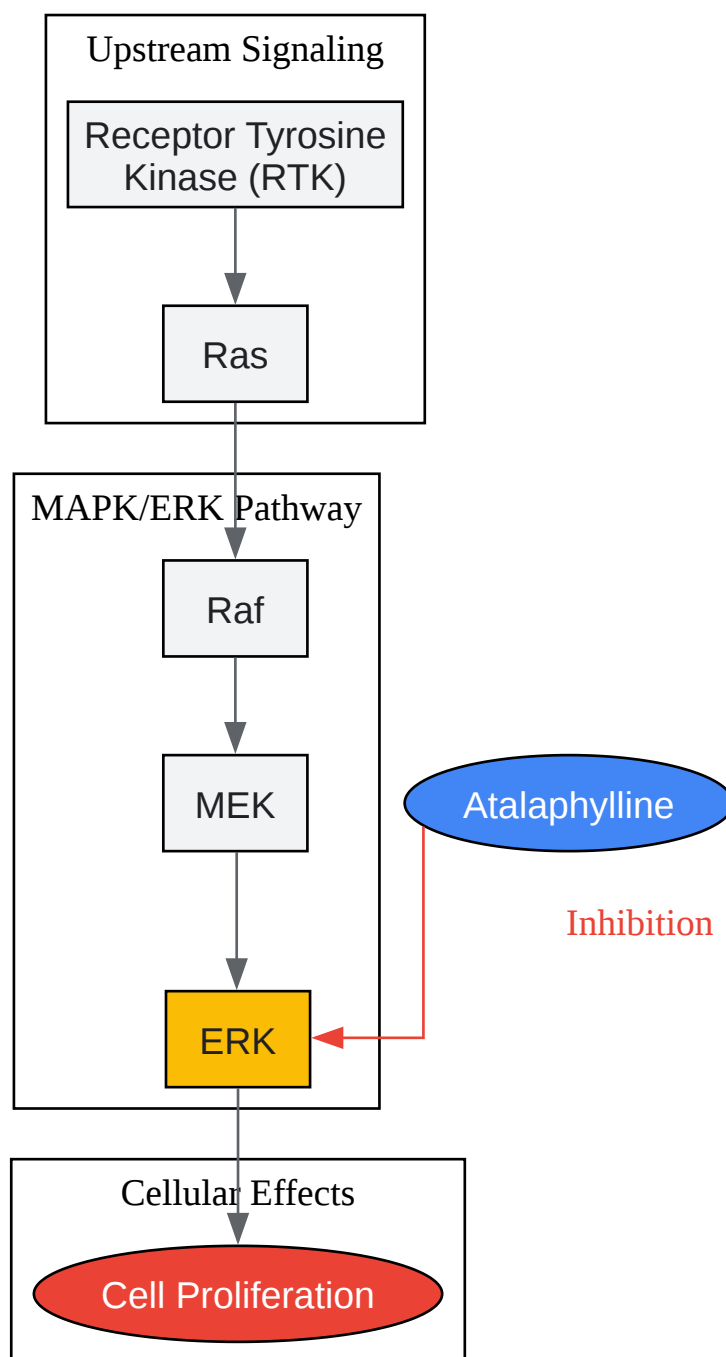 Upstream Signaling
Receptor Tyrosine
Kinase (RTK)
Ras
MAPK/ERK Pathway
Raf
MEK
Atalaphylline
Inhibition
ERK
Cellular Effects
Cell Proliferation